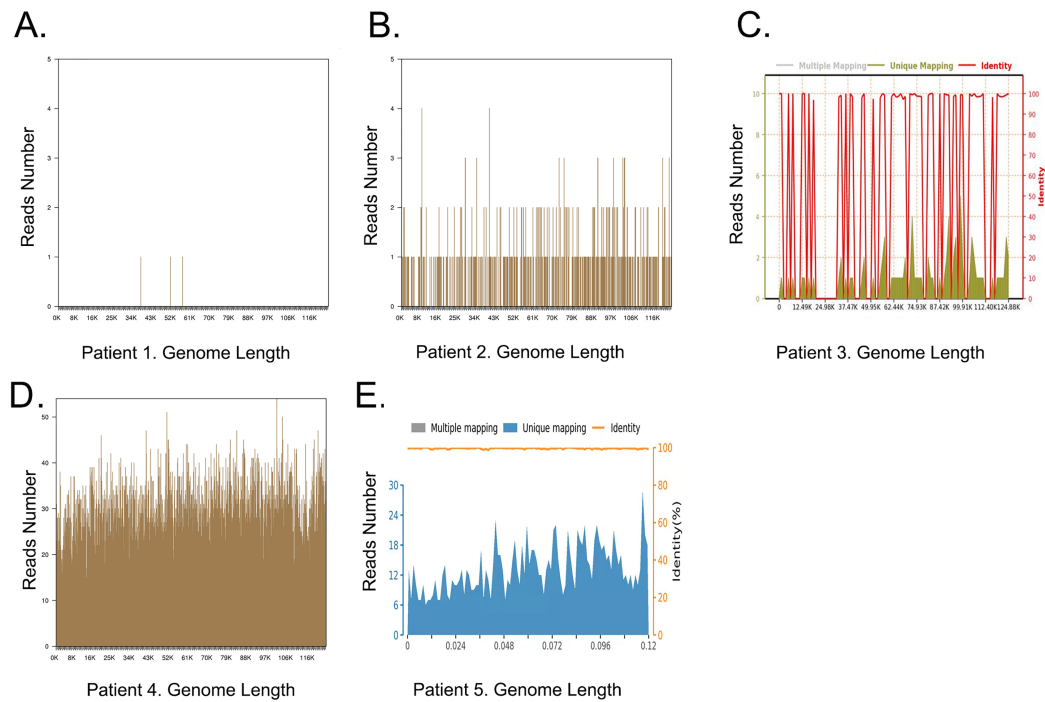 A.
B.
C.
Multiple Mapping Unique Mapping Identity
5
4
3
2
1
0
Reads Number
0K 8K 16K 25K 34K 43K 52K 61K 70K 79K 88K 97K 106K 116K
Patient 1. Genome Length
5
4
3
2
1
0
Reads Number
0K 8K 16K 25K 34K 43K 52K 61K 70K 79K 88K 97K 106K 116K
Patient 2. Genome Length
10
8
6
4
2
0
Reads Number
100
90
80
70
60
50
40
30
20
10
0
Identity
0 12.49K 24.98K 37.47K 49.95K 62.44K 74.93K 87.42K 99.91K 112.40K 124.88K
Patient 3. Genome Length
D.
E.
50
40
30
20
10
0
Reads Number
0K 8K 16K 25K 34K 43K 52K 61K 70K 79K 88K 97K 106K 116K
Patient 4. Genome Length
Multiple mapping Unique mapping Identity
30
24
18
12
6
0
Reads Number
100
80
60
40
20
0
Identity(%)
0 0.024 0.048 0.072 0.096 0.12
Patient 5. Genome Length